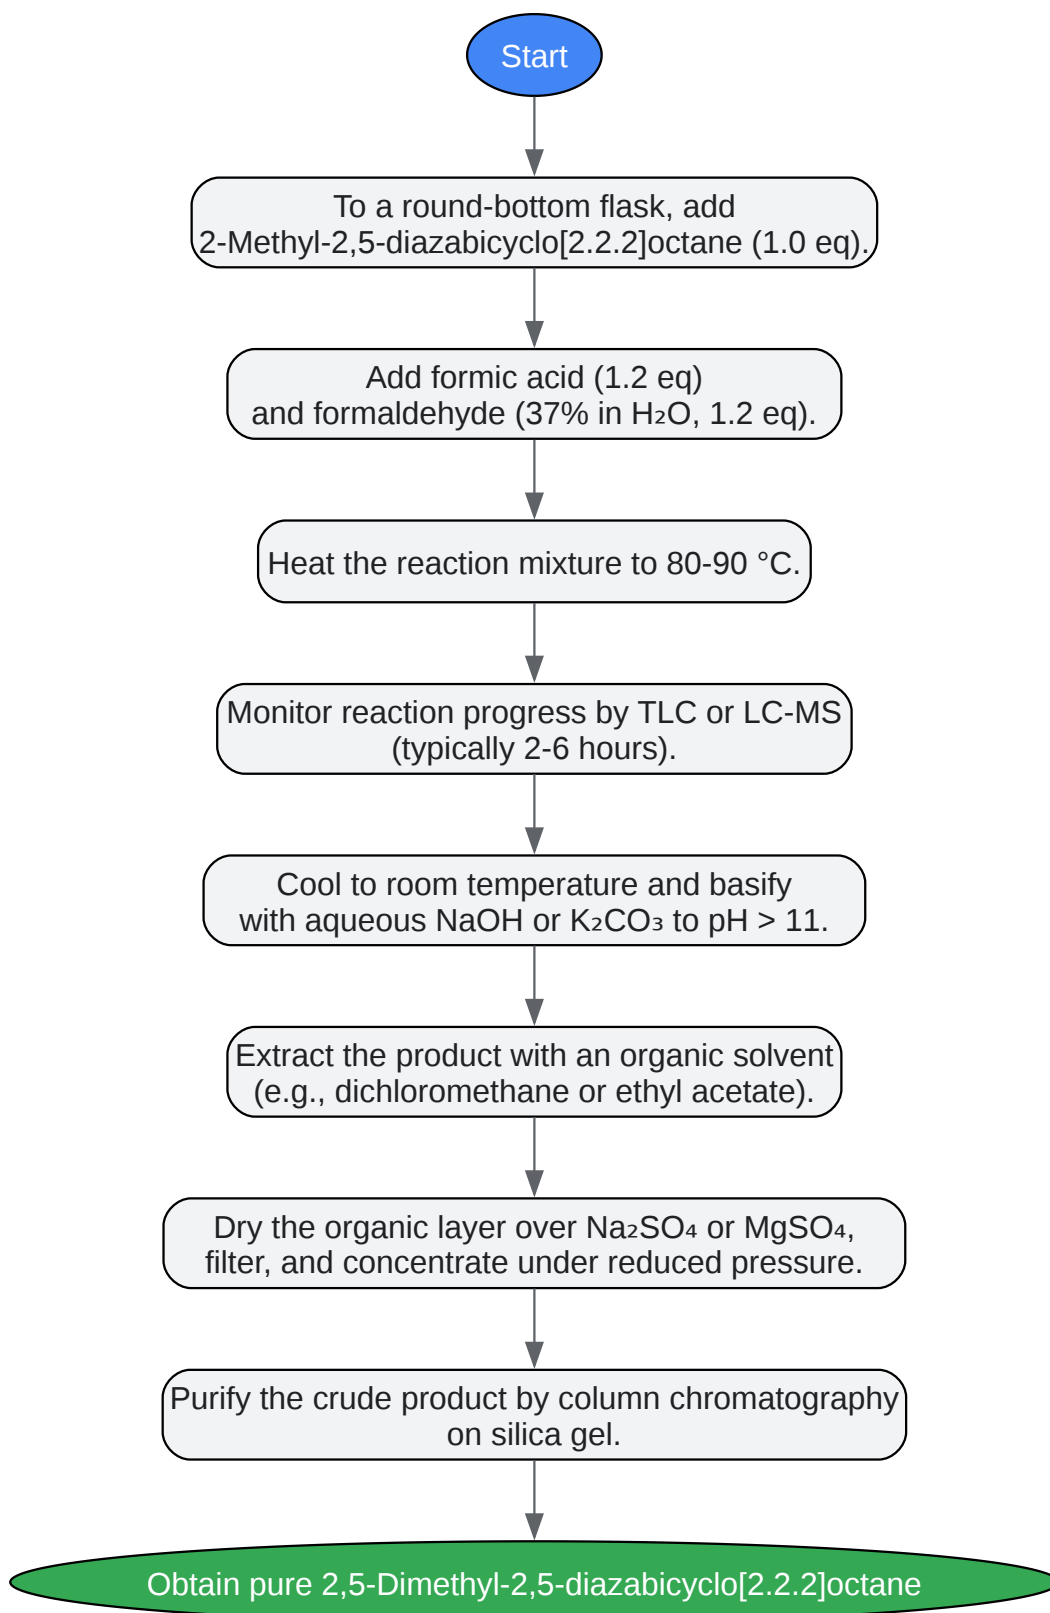 Start
To a round-bottom flask, add
2-Methyl-2,5-diazabicyclo[2.2.2]octane (1.0 eq).
Add formic acid (1.2 eq)
and formaldehyde (37% in H₂O, 1.2 eq).
Heat the reaction mixture to 80-90 °C.
Monitor reaction progress by TLC or LC-MS
(typically 2-6 hours).
Cool to room temperature and basify
with aqueous NaOH or K₂CO₃ to pH > 11.
Extract the product with an organic solvent
(e.g., dichloromethane or ethyl acetate).
Dry the organic layer over Na₂SO₄ or MgSO₄,
filter, and concentrate under reduced pressure.
Purify the crude product by column chromatography
on silica gel.
Obtain pure 2,5-Dimethyl-2,5-diazabicyclo[2.2.2]octane